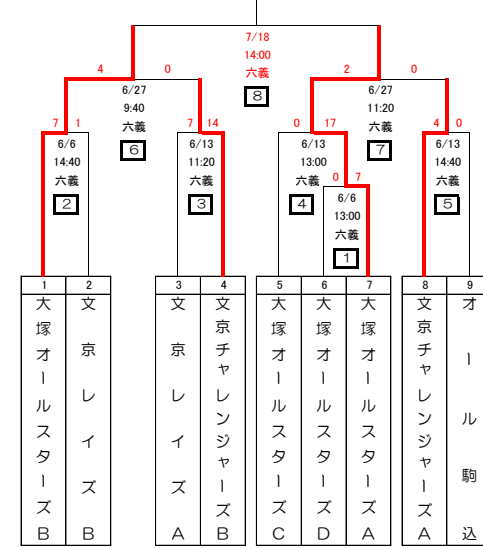 7/18
14:00
六義
8
4 0
2 0
6/27
9:40
六義
6
6/27
11:20
六義
7
7 1
7 14
0 17
4 0
6/6
14:40
六義
2
6/13
11:20
六義
3
6/13
13:00
六義
4
6/13
14:40
六義
5
0 7
6/6
13:00
六義
1
1 2 3 4 5 6 7 8 9
大塚オールスターズB
文京レイズB
文京レイズA
文京チャレンジャーズB
大塚オールスターズC
大塚オールスターズD
大塚オールスターズA
文京チャレンジャーズA
オール駒込